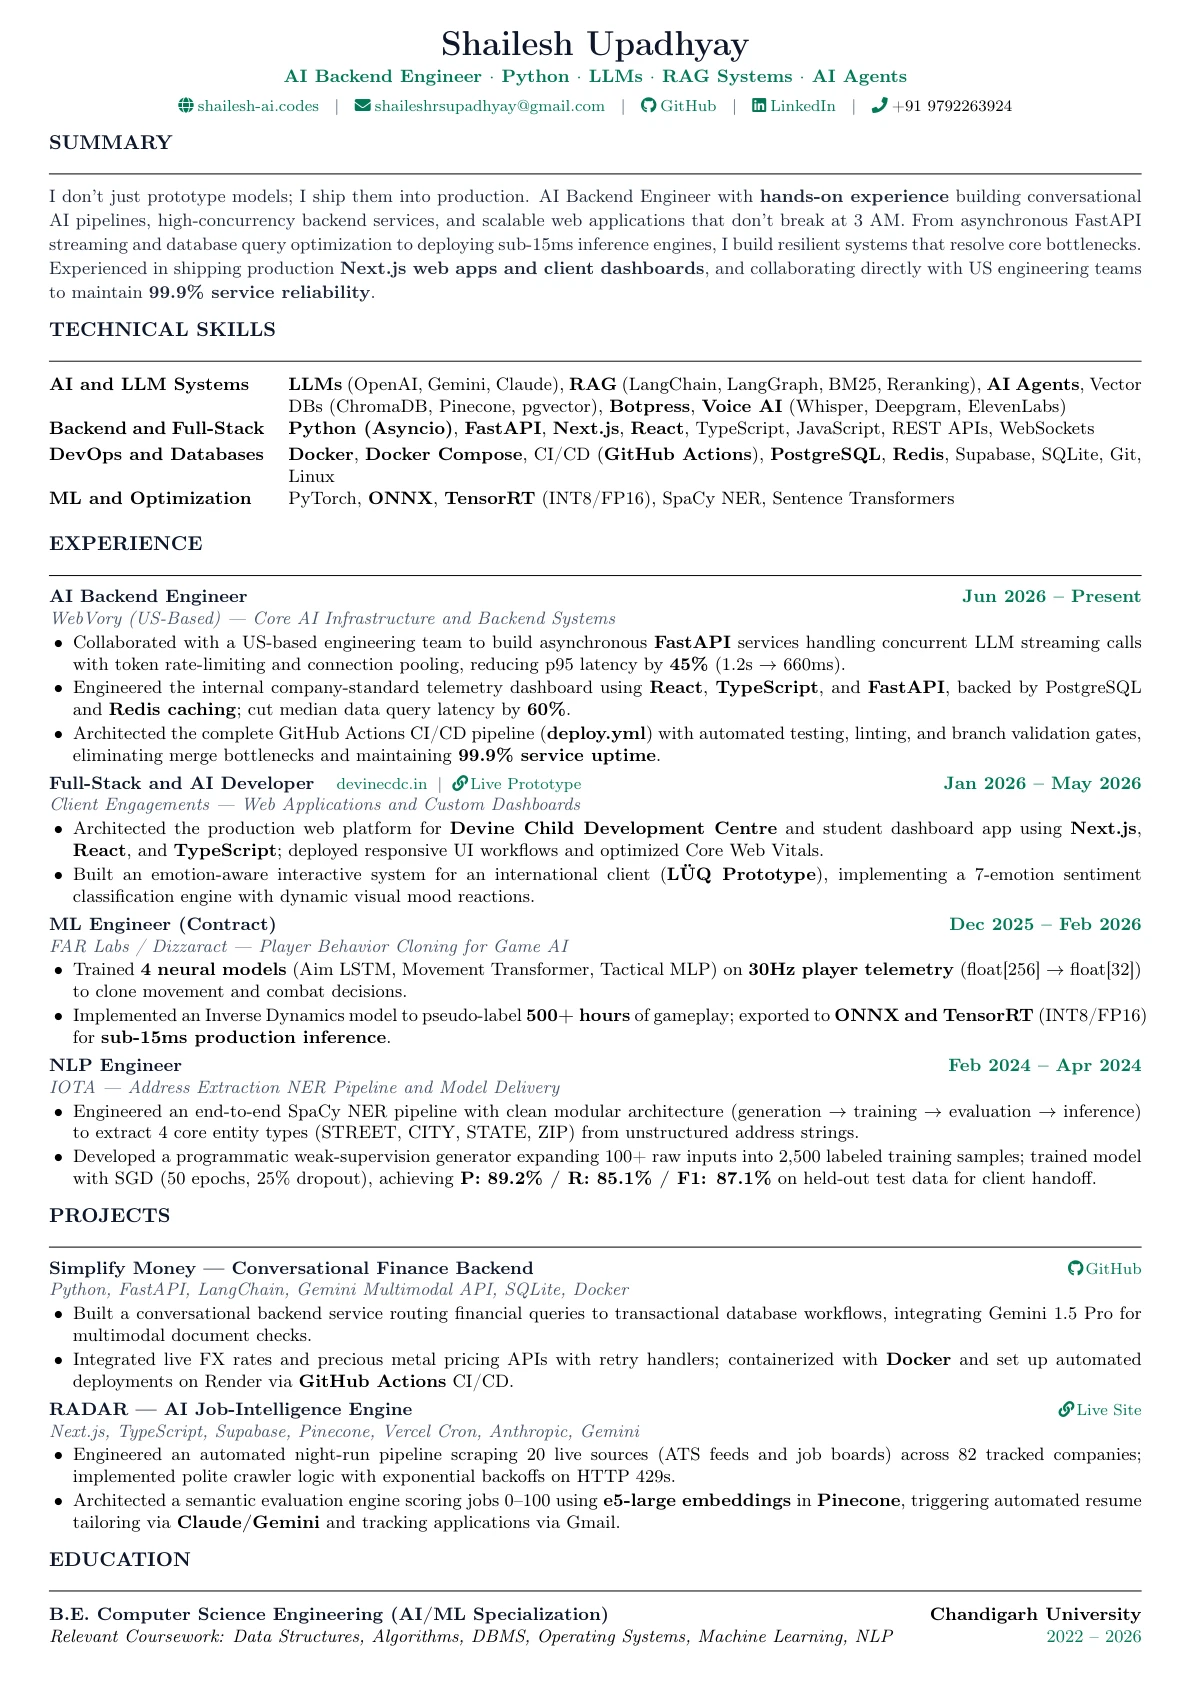 Shailesh Upadhyay
AI Backend Engineer · Python · LLMs · RAG Systems · AI Agents
shailesh-ai.codes | shaileshrsupadhyay@gmail.com | GitHub | LinkedIn | +91 9792263924
SUMMARY
I don't just prototype models; I ship them into production. AI Backend Engineer with hands-on experience building conversational
AI pipelines, high-concurrency backend services, and scalable web applications that don't break at 3 AM. From asynchronous FastAPI
streaming and database query optimization to deploying sub-15ms inference engines, I build resilient systems that resolve core bottlenecks.
Experienced in shipping production Next.js web apps and client dashboards, and collaborating directly with US engineering teams
to maintain 99.9% service reliability.
TECHNICAL SKILLS
AI and LLM Systems LLMs (OpenAI, Gemini, Claude), RAG (LangChain, LangGraph, BM25, Reranking), AI Agents, Vector
DBs (ChromaDB, Pinecone, pgvector), Botpress, Voice AI (Whisper, Deepgram, ElevenLabs)
Backend and Full-Stack Python (Asyncio), FastAPI, Next.js, React, TypeScript, JavaScript, REST APIs, WebSockets
DevOps and Databases Docker, Docker Compose, CI/CD (GitHub Actions), PostgreSQL, Redis, Supabase, SQLite, Git,
Linux
ML and Optimization PyTorch, ONNX, TensorRT (INT8/FP16), SpaCy NER, Sentence Transformers
EXPERIENCE
AI Backend Engineer Jun 2026 – Present
WebVory (US-Based) — Core AI Infrastructure and Backend Systems
• Collaborated with a US-based engineering team to build asynchronous FastAPI services handling concurrent LLM streaming calls
with token rate-limiting and connection pooling, reducing p95 latency by 45% (1.2s → 660ms).
• Engineered the internal company-standard telemetry dashboard using React, TypeScript, and FastAPI, backed by PostgreSQL
and Redis caching; cut median data query latency by 60%.
• Architected the complete GitHub Actions CI/CD pipeline (deploy.yml) with automated testing, linting, and branch validation gates,
eliminating merge bottlenecks and maintaining 99.9% service uptime.
Full-Stack and AI Developer devinecdc.in | Live Prototype Jan 2026 – May 2026
Client Engagements — Web Applications and Custom Dashboards
• Architected the production web platform for Devine Child Development Centre and student dashboard app using Next.js,
React, and TypeScript; deployed responsive UI workflows and optimized Core Web Vitals.
• Built an emotion-aware interactive system for an international client (LÜQ Prototype), implementing a 7-emotion sentiment
classification engine with dynamic visual mood reactions.
ML Engineer (Contract) Dec 2025 – Feb 2026
FAR Labs / Dizzaract — Player Behavior Cloning for Game AI
• Trained 4 neural models (Aim LSTM, Movement Transformer, Tactical MLP) on 30Hz player telemetry (float[256] → float[32])
to clone movement and combat decisions.
• Implemented an Inverse Dynamics model to pseudo-label 500+ hours of gameplay; exported to ONNX and TensorRT (INT8/FP16)
for sub-15ms production inference.
NLP Engineer Feb 2024 – Apr 2024
IOTA — Address Extraction NER Pipeline and Model Delivery
• Engineered an end-to-end SpaCy NER pipeline with clean modular architecture (generation → training → evaluation → inference)
to extract 4 core entity types (STREET, CITY, STATE, ZIP) from unstructured address strings.
• Developed a programmatic weak-supervision generator expanding 100+ raw inputs into 2,500 labeled training samples; trained model
with SGD (50 epochs, 25% dropout), achieving P: 89.2% / R: 85.1% / F1: 87.1% on held-out test data for client handoff.
PROJECTS
Simplify Money — Conversational Finance Backend GitHub
Python, FastAPI, LangChain, Gemini Multimodal API, SQLite, Docker
• Built a conversational backend service routing financial queries to transactional database workflows, integrating Gemini 1.5 Pro for
multimodal document checks.
• Integrated live FX rates and precious metal pricing APIs with retry handlers; containerized with Docker and set up automated
deployments on Render via GitHub Actions CI/CD.
RADAR — AI Job-Intelligence Engine Live Site
Next.js, TypeScript, Supabase, Pinecone, Vercel Cron, Anthropic, Gemini
• Engineered an automated night-run pipeline scraping 20 live sources (ATS feeds and job boards) across 82 tracked companies;
implemented polite crawler logic with exponential backoffs on HTTP 429s.
• Architected a semantic evaluation engine scoring jobs 0–100 using e5-large embeddings in Pinecone, triggering automated resume
tailoring via Claude/Gemini and tracking applications via Gmail.
EDUCATION
B.E. Computer Science Engineering (AI/ML Specialization) Chandigarh University
Relevant Coursework: Data Structures, Algorithms, DBMS, Operating Systems, Machine Learning, NLP 2022 – 2026